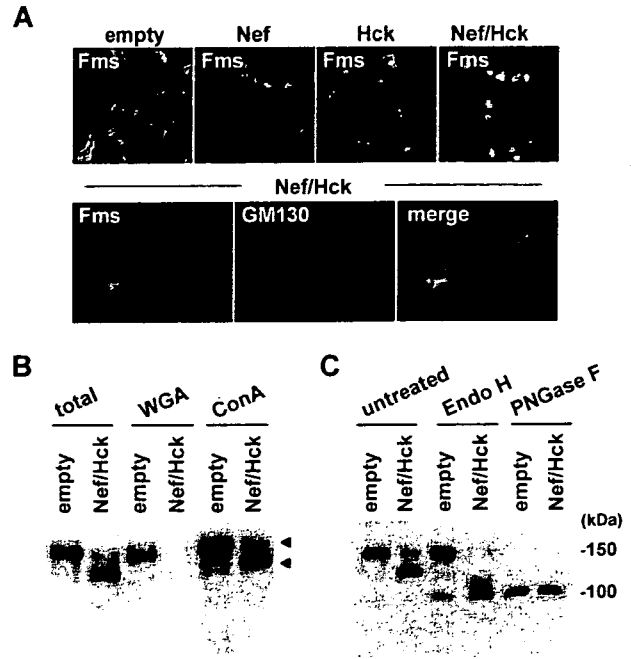 A
empty Nef Hck Nef/Hck
Fms Fms Fms Fms
Nef/Hck
Fms GM130 merge
B
total WGA ConA
empty Nef/Hck empty Nef/Hck empty Nef/Hck
C
untreated Endo H PNGase F
empty Nef/Hck empty Nef/Hck empty Nef/Hck
(kDa)
-150
-100